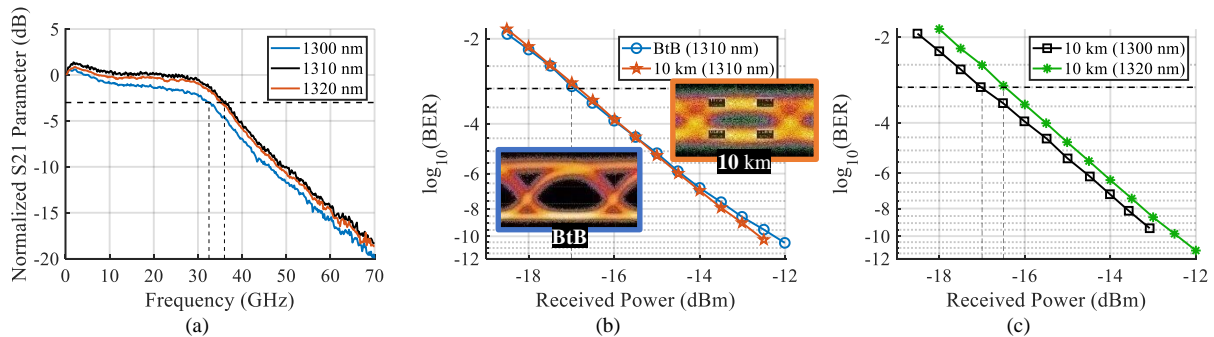 (a)
Normalized S21 Parameter (dB)
5
0
-5
-10
-15
-20
1300 nm
1310 nm
1320 nm
0 10 20 30 40 50 60 70
Frequency (GHz)
(b)
log10(BER)
-2
-4
-6
-8
-10
-12
BtB (1310 nm)
10 km (1310 nm)
10 km
BtB
-18 -16 -14 -12
Received Power (dBm)
(c)
log10(BER)
-2
-4
-6
-8
-10
-12
10 km (1300 nm)
10 km (1320 nm)
-18 -16 -14 -12
Received Power (dBm)